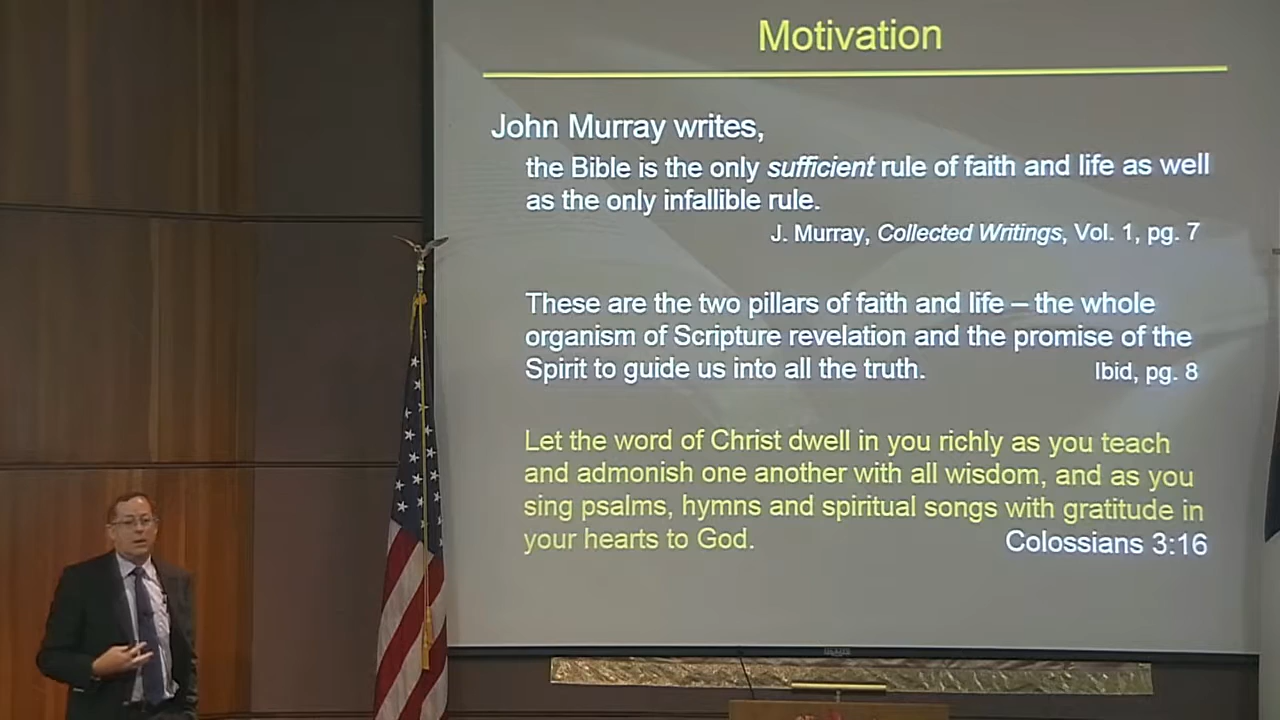 Motivation
John Murray writes,
the Bible is the only sufficient rule of faith and life as well
as the only infallible rule.
J. Murray, Collected Writings, Vol. 1, pg. 7
These are the two pillars of faith and life – the whole
organism of Scripture revelation and the promise of the
Spirit to guide us into all the truth.
Ibid, pg. 8
Let the word of Christ dwell in you richly as you teach
and admonish one another with all wisdom, and as you
sing psalms, hymns and spiritual songs with gratitude in
your hearts to God.
Colossians 3:16